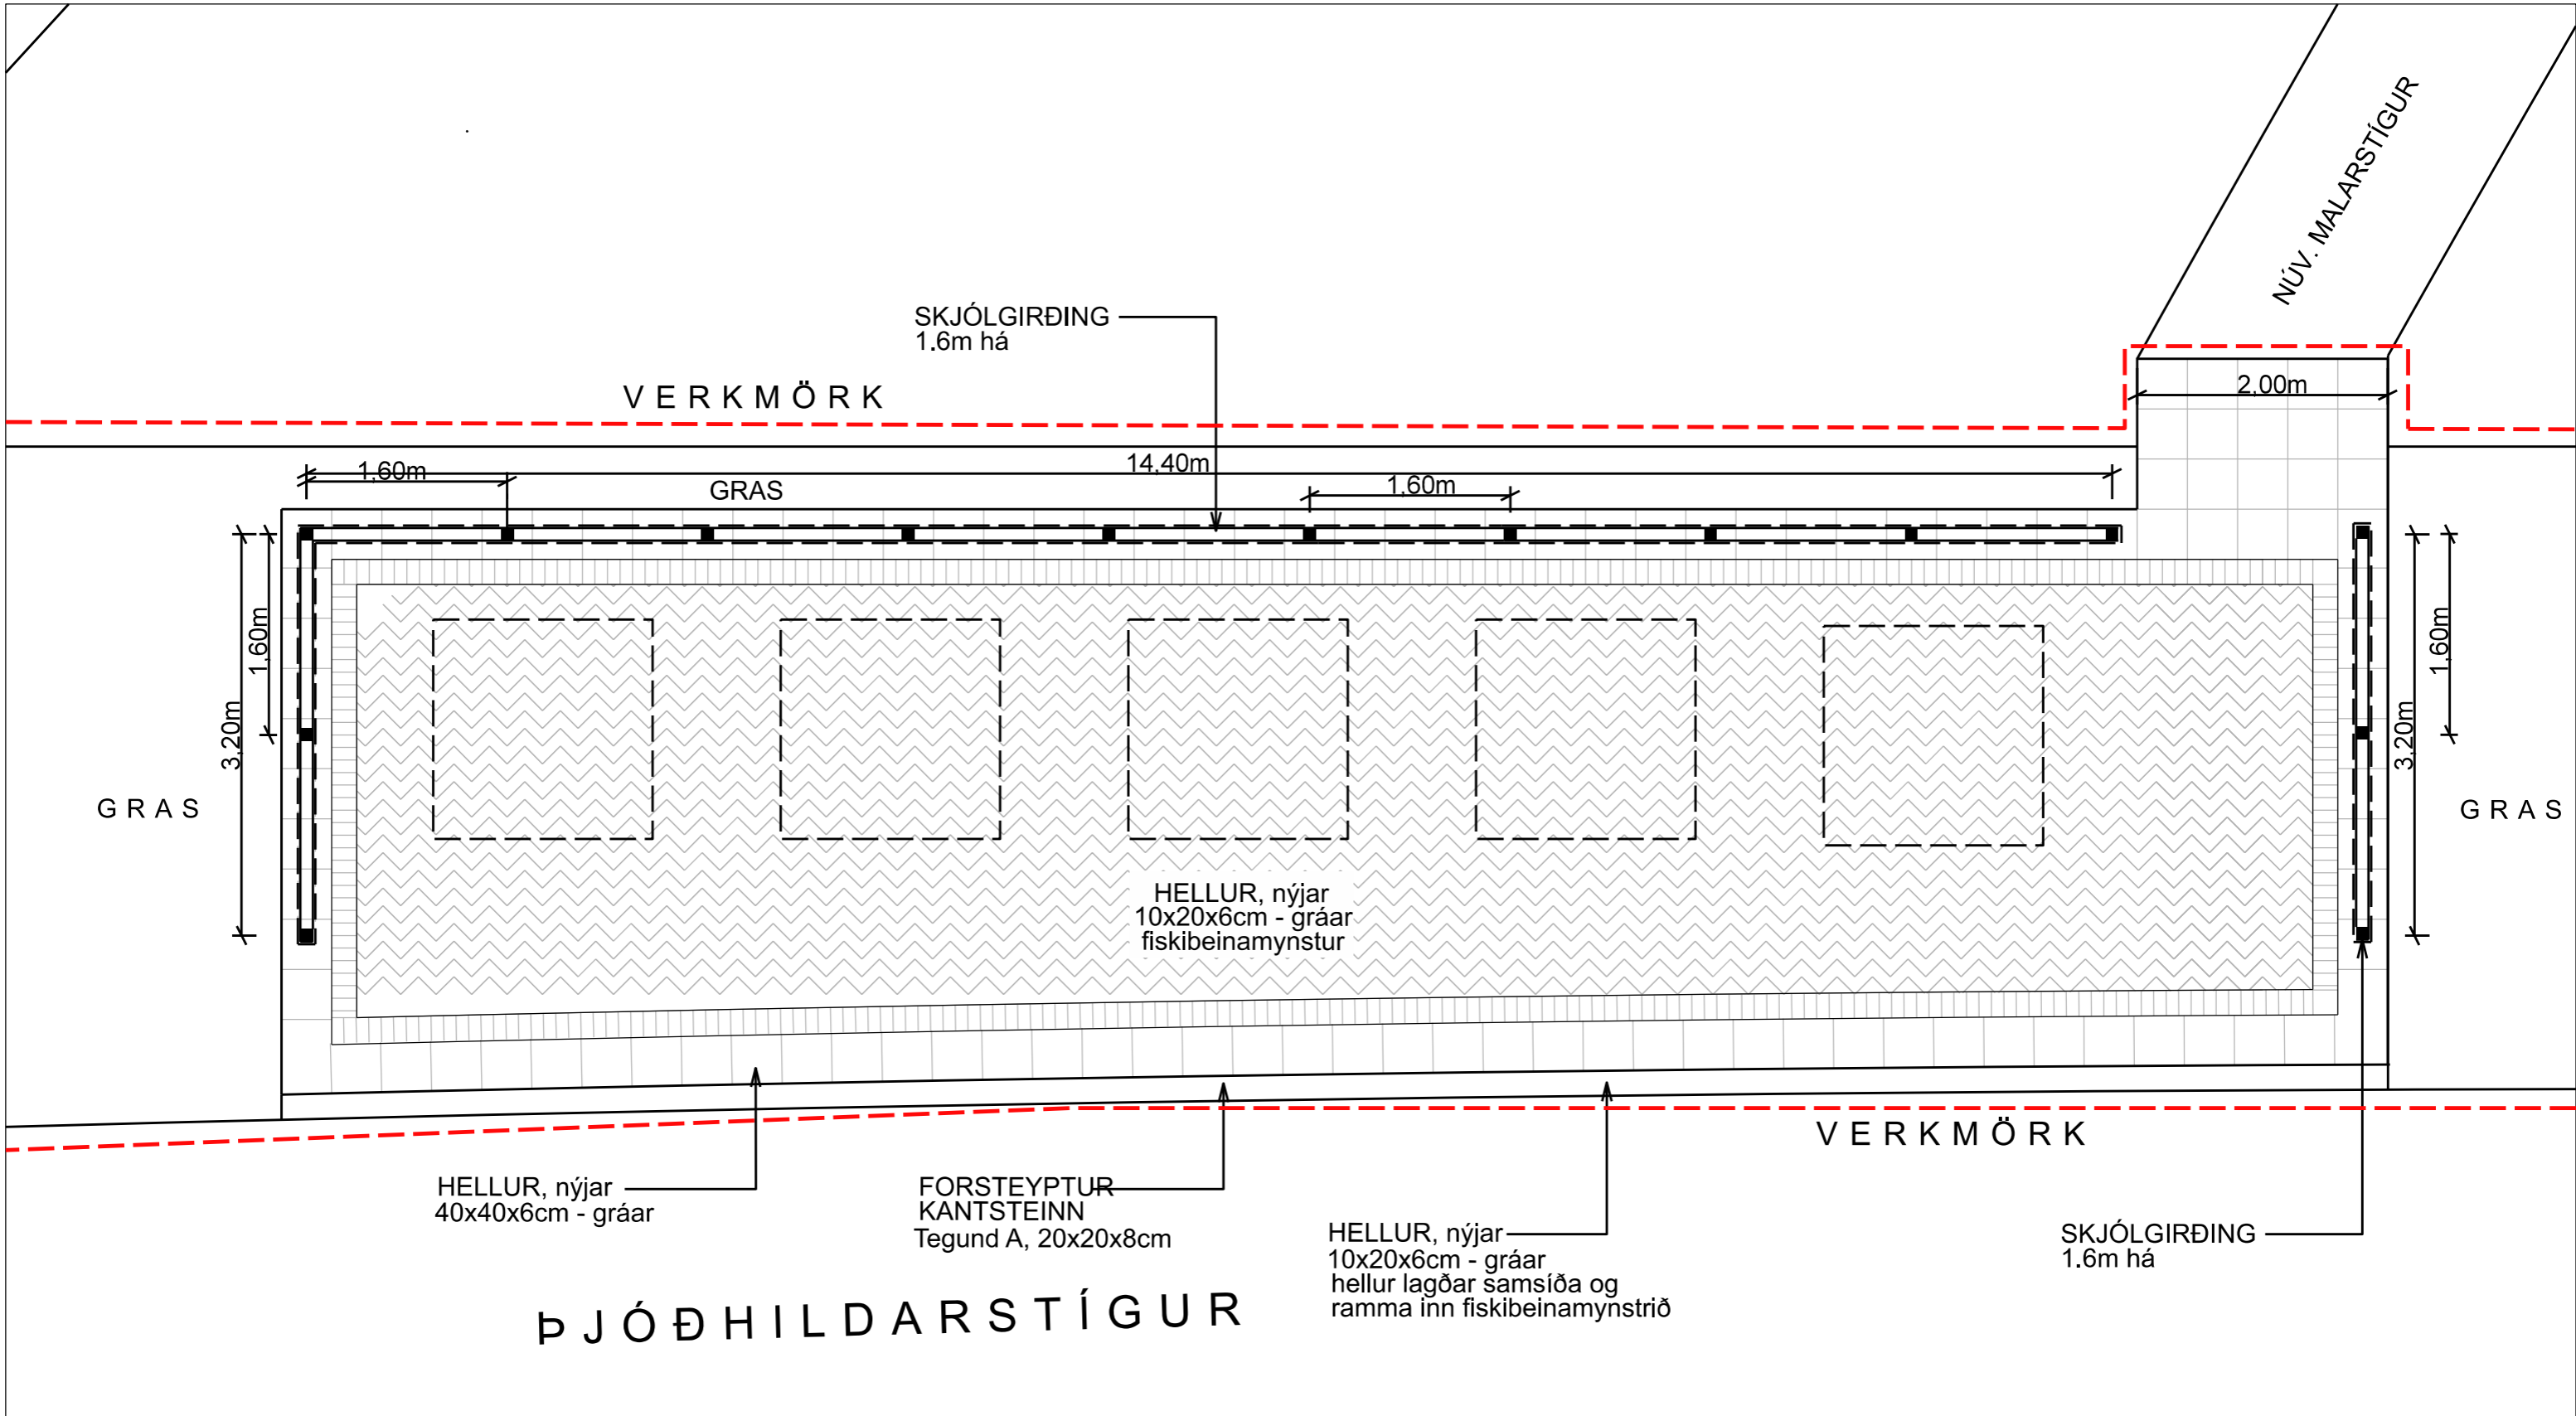 NÚV. MALARSTÍGUR
SKJÓLGIRÐING
1.6m há
VERKMÖRK
2,00m
1,60m
14,40m
GRAS
1,60m
1,60m
3,20m
1,60m
3,20m
GRAS
GRAS
HELLUR, nýjar
10x20x6cm - gráar
fiskibeinamynstur
VERKMÖRK
HELLUR, nýjar
40x40x6cm - gráar
FORSTEYPTUR
KANTSTEINN
Tegund A, 20x20x8cm
HELLUR, nýjar
10x20x6cm - gráar
hellur lagðar samsíða og
ramma inn fiskibeinamynstrið
SKJÓLGIRÐING
1.6m há
ÞJÓÐHILDARSTÍGUR